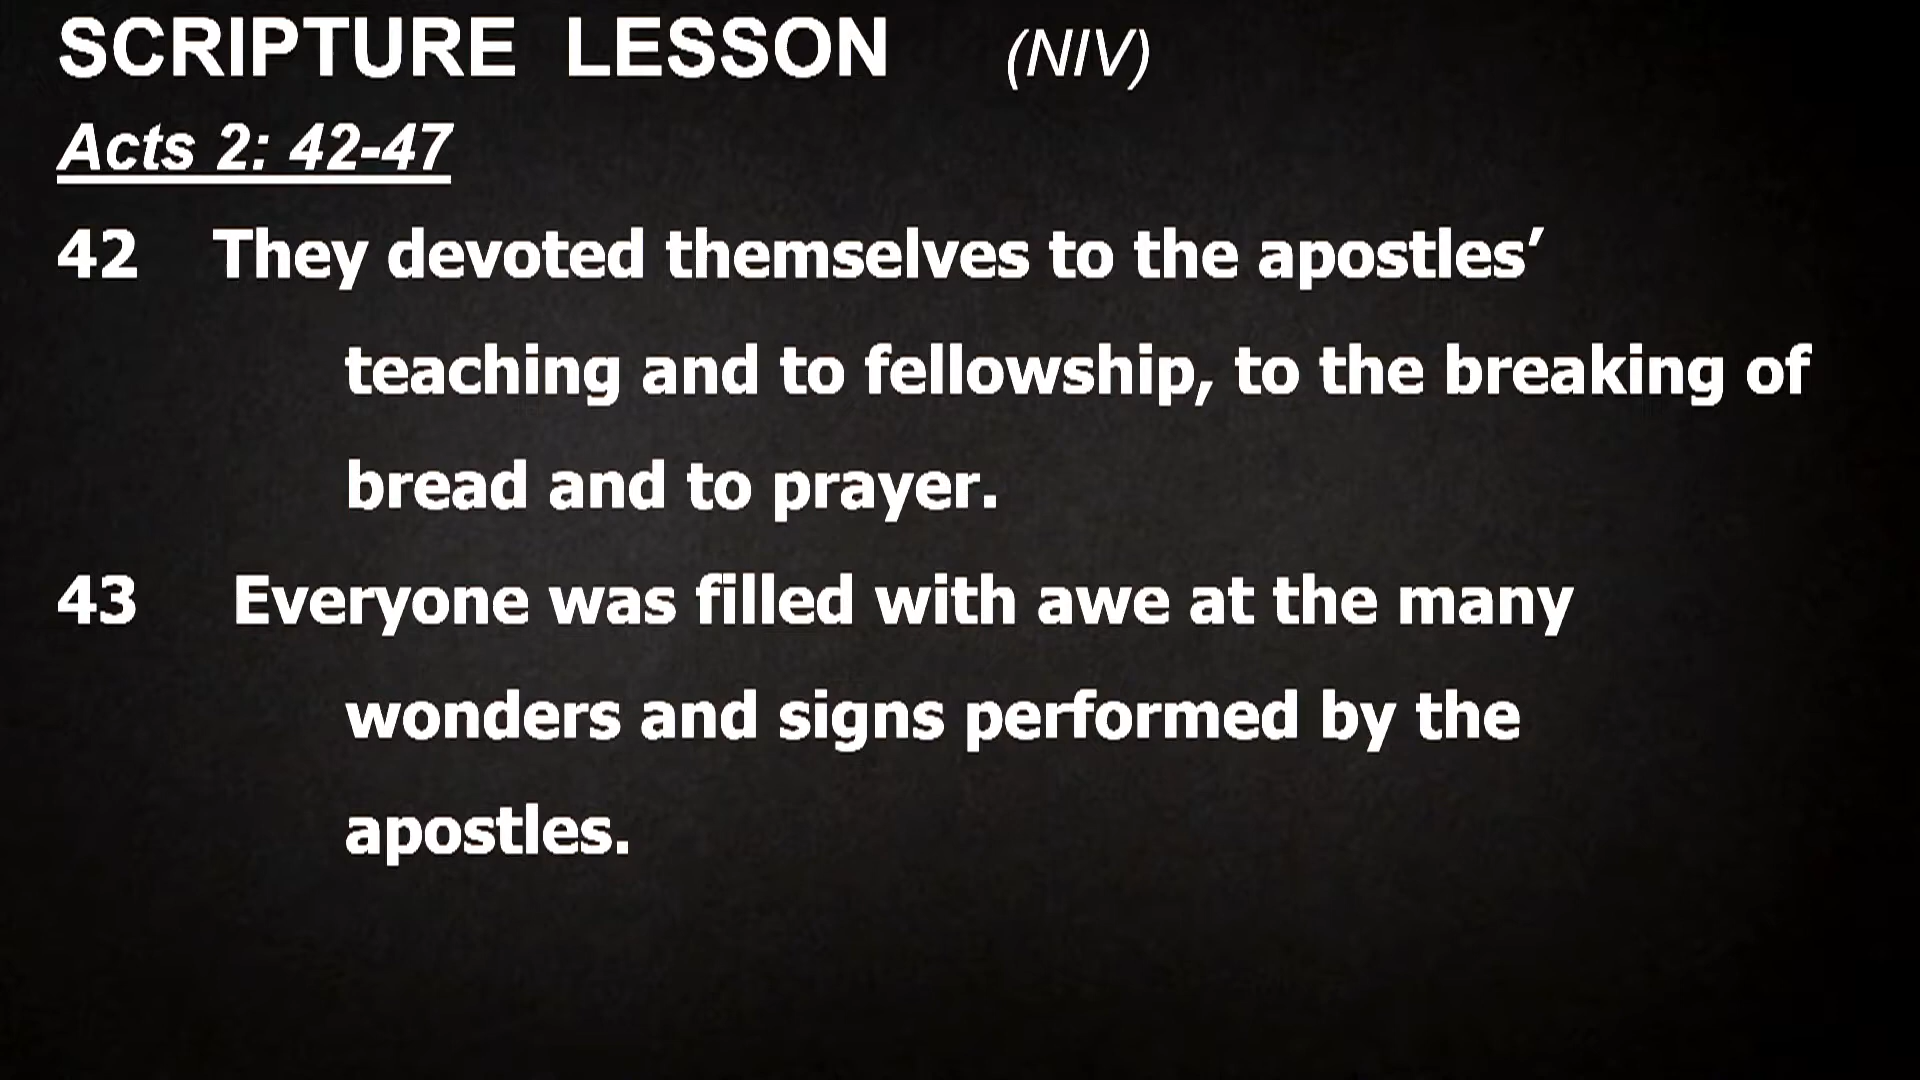 SCRIPTURE LESSON (NIV)
Acts 2: 42-47
42 They devoted themselves to the apostles’
teaching and to fellowship, to the breaking of
bread and to prayer.
43 Everyone was filled with awe at the many
wonders and signs performed by the
apostles.